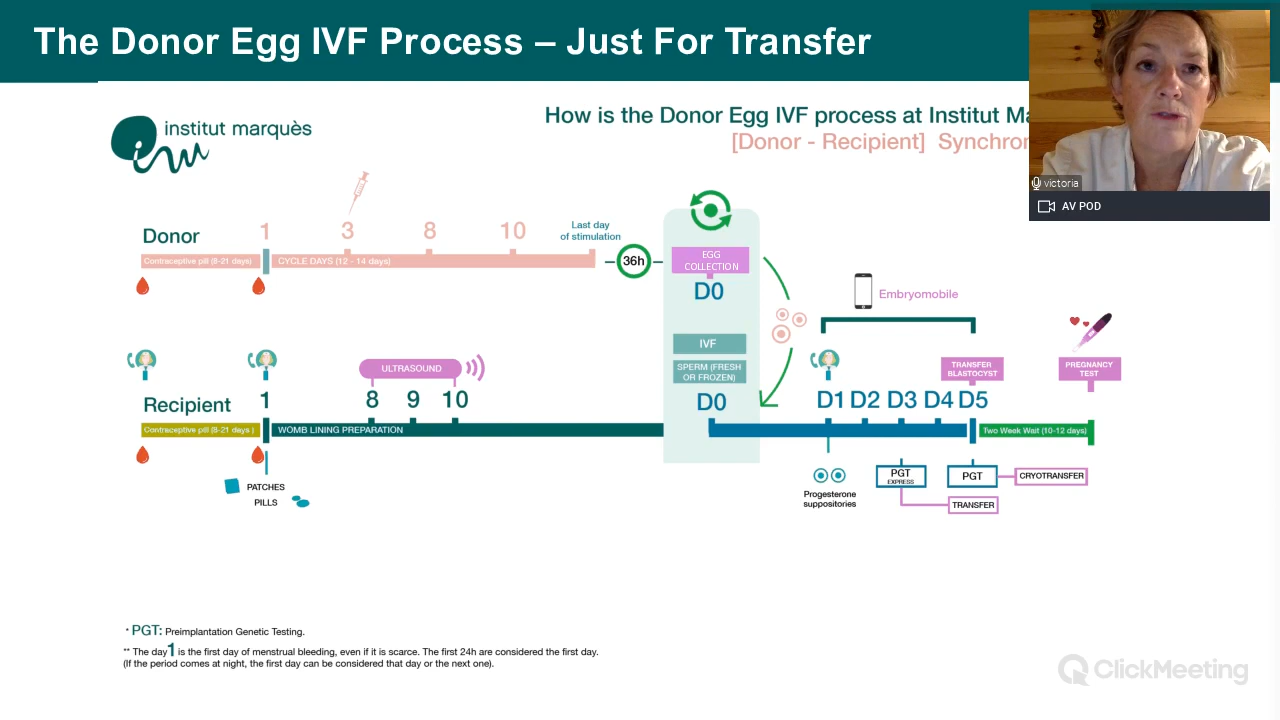 The Donor Egg IVF Process – Just For Transfer
institut marquès
How is the Donor Egg IVF process at Institut Ma
[Donor - Recipient] Synchron
victoria
AV POD
Donor
1
3
8
10
Last day
of stimulation
Contraceptive pill (8-21 days)
CYCLE DAYS (12 - 14 days)
36h
EGG
COLLECTION
D0
IVF
SPERM (FRESH
OR FROZEN)
D0
Embryomobile
TRANSFER
BLASTOCYST
PREGNANCY
TEST
ULTRASOUND
Recipient
1
8
9
10
D1 D2 D3 D4 D5
Contraceptive pill (8-21 days )
WOMB LINING PREPARATION
Two Week Wait (10-12 days)
PATCHES
PILLS
Progesterone
suppositories
PGT
EXPRESS
PGT
CRYOTRANSFER
TRANSFER
· PGT: Preimplantation Genetic Testing.
** The day 1 is the first day of menstrual bleeding, even if it is scarce. The first 24h are considered the first day.
(If the period comes at night, the first day can be considered that day or the next one).
ClickMeeting